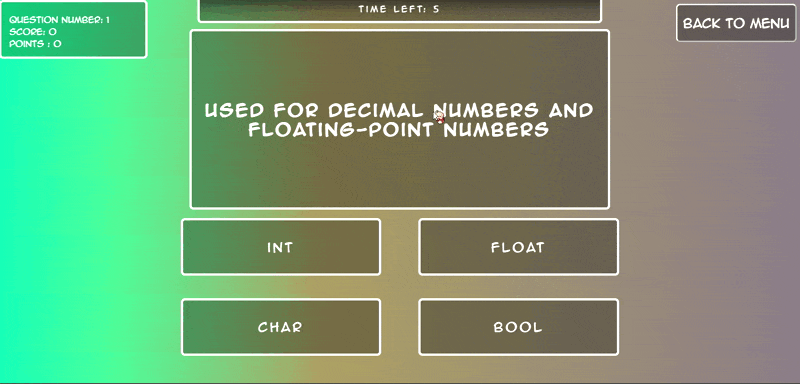 QUESTION NUMBER: 1
SCORE: 0
POINTS : 0
TIME LEFT: 5
BACK TO MENU
USED FOR DECIMAL NUMBERS AND
FLOATING-POINT NUMBERS
INT
FLOAT
CHAR
BOOL